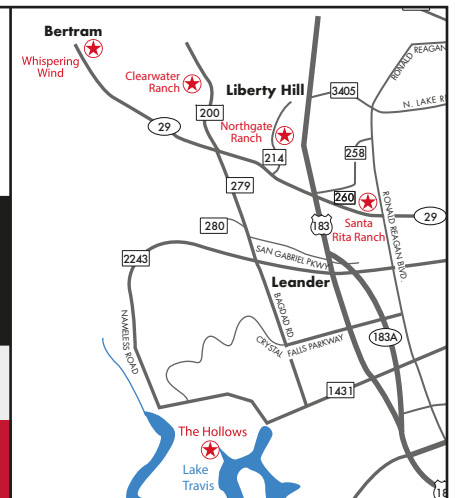 Bertram
Whispering
Wind
Clearwater
Ranch
Liberty Hill
RONALD REAGAN
3405
N. LAKE
200
29
Northgate
Ranch
214
258
279
260
Santa
Rita Ranch
29
RONALD REAGAN BLVD.
280
183
SAN GABRIEL PKWY
2243
Leander
NAMELESS ROAD
BAGDAD RD
CRYSTAL FALLS PARKWAY
183A
1431
The Hollows
Lake
Travis
18